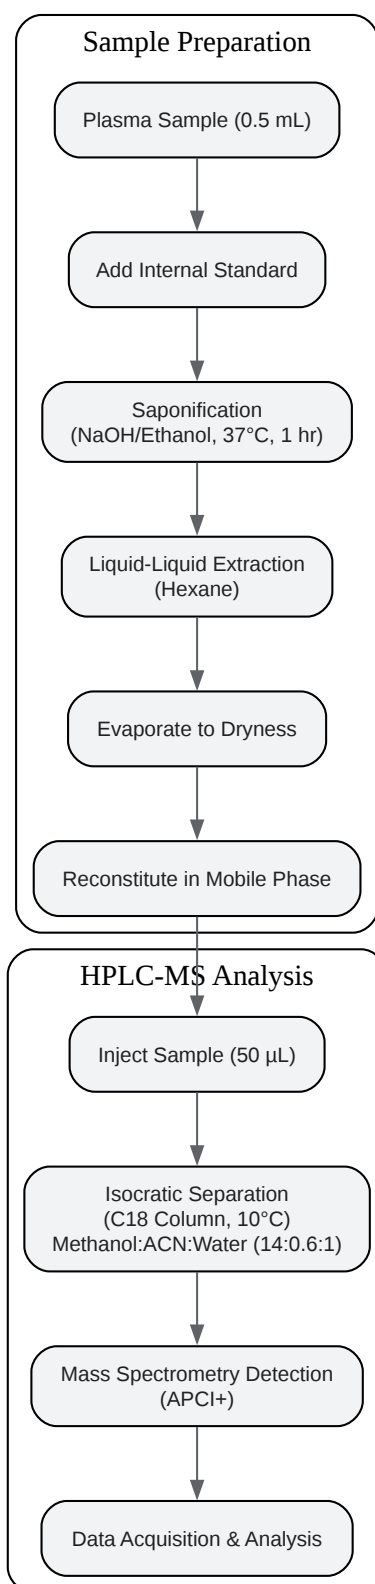 Sample Preparation
Plasma Sample (0.5 mL)
Add Internal Standard
Saponification
(NaOH/Ethanol, 37°C, 1 hr)
Liquid-Liquid Extraction
(Hexane)
Evaporate to Dryness
Reconstitute in Mobile Phase
HPLC-MS Analysis
Inject Sample (50 µL)
Isocratic Separation
(C18 Column, 10°C)
Methanol:ACN:Water (14:0.6:1)
Mass Spectrometry Detection
(APCI+)
Data Acquisition & Analysis